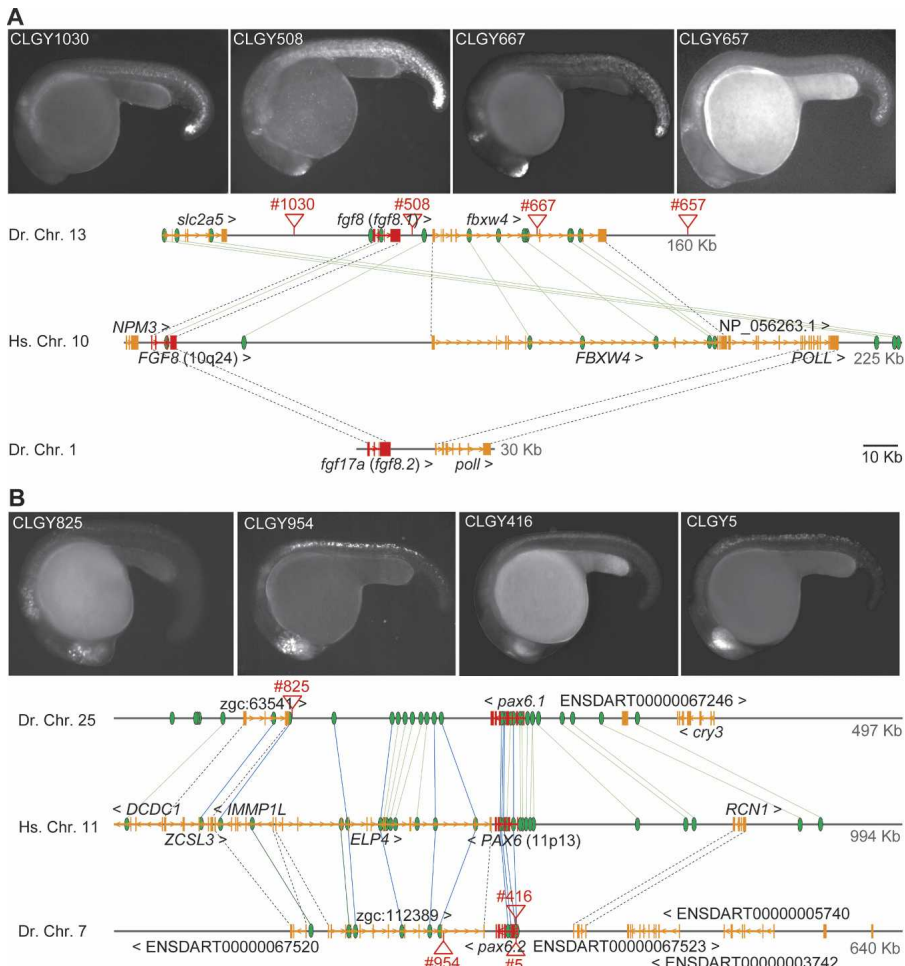 A
CLGY1030 CLGY508 CLGY667 CLGY657
#1030 #508 #667 #657
slc2a5 > fgf8 (fgf8.1) > fbxw4 >
Dr. Chr. 13 160 Kb
NPM3 > NP_056263.1 >
Hs. Chr. 10
FGF8 (10q24) FBXW4 > POLL > 225 Kb
Dr. Chr. 1 30 Kb
fgf17a (fgf8.2) > poll > 10 Kb
B
CLGY825 CLGY954 CLGY416 CLGY5
#825
zgc:63541 > < pax6.1 ENSDART00000067246 >
Dr. Chr. 25
< cry3 497 Kb
< DCDC1 < IMMP1L RCN1 >
Hs. Chr. 11
ZCSL3 > ELP4 > < PAX6 (11p13) 994 Kb
#416
zgc:112389 > < ENSDART00000005740
Dr. Chr. 7
< ENSDART00000067520 < pax6.2 ENSDART00000067523 > 640 Kb
#954 #5 < ENSDART00000003742